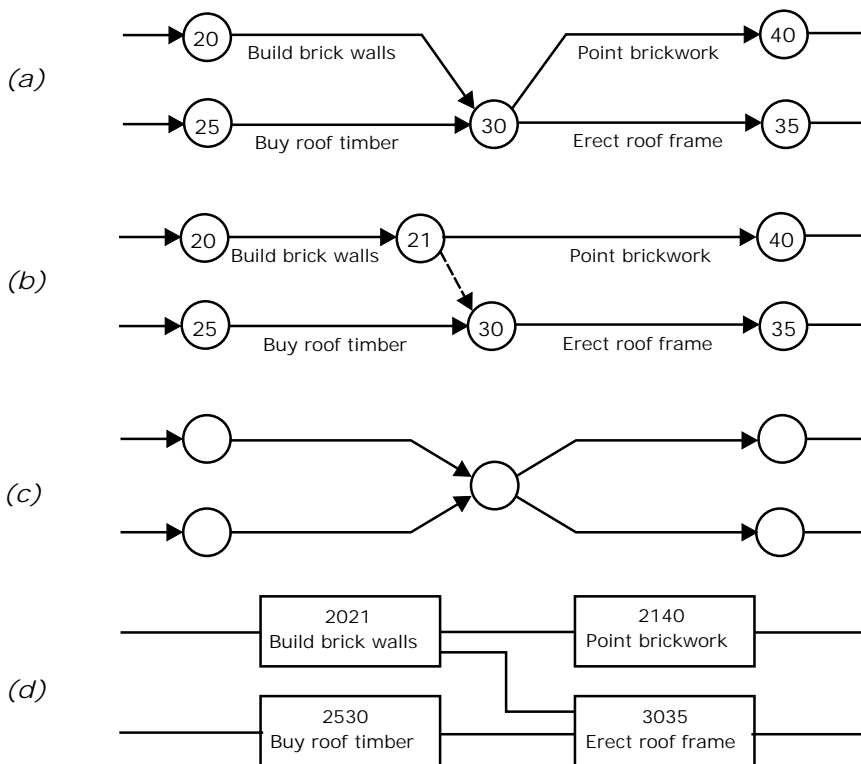 20
Build brick walls
Point brickwork
40
(a)
25
Buy roof timber
30
Erect roof frame
35
20
Build brick walls
21
Point brickwork
40
(b)
25
Buy roof timber
30
Erect roof frame
35
(c)
2021
Build brick walls
2140
Point brickwork
(d)
2530
Buy roof timber
3035
Erect roof frame